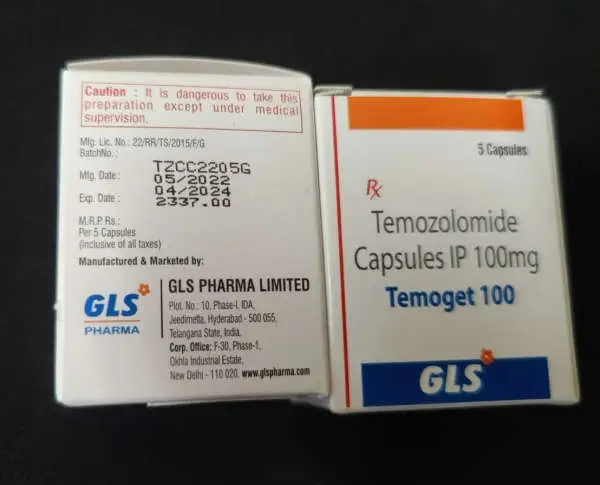 Caution : It is dangerous to take this
preparation except under medical
supervision.
Mfg. Lic. No.: 22/RR/TS/2015/F/G
BatchNo.:
TZCC2205G
Mfg. Date : 05/2022
Exp. Date : 04/2024
2337.00
M.R.P. Rs.:
Per 5 Capsules
(Inclusive of all taxes)
Manufactured & Marketed by:
GLS
PHARMA
GLS PHARMA LIMITED
Plot. No.: 10, Phase-I, IDA,
Jeedimetla, Hyderabad - 500 055,
Telangana State, India.
Corp. Office: F-30, Phase-1,
Okhla Industrial Estate,
New Delhi - 110 020. www.glspharma.com
5 Capsules
Rx
Temozolomide
Capsules IP 100mg
Temoget 100
GLS